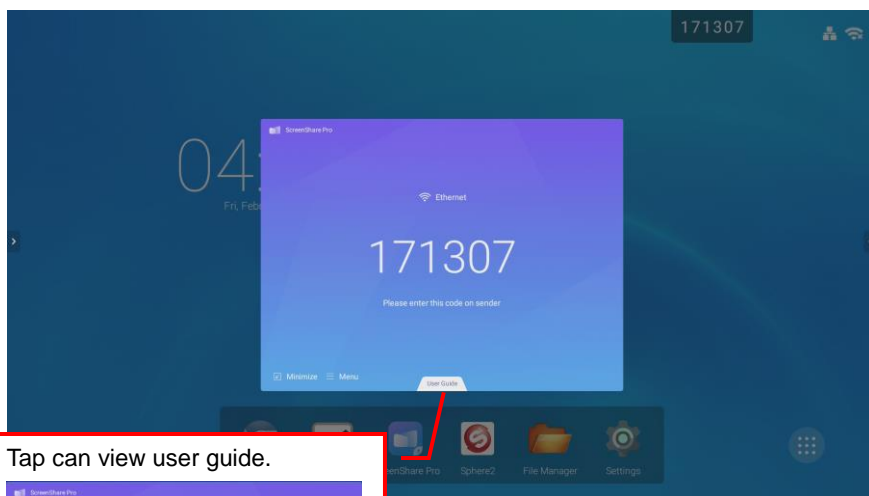 171307
ScreenShare Pro
04:
Fri, Feb
Ethernet
171307
Please enter this code on sender
Minimize
Menu
User Guide
enShare Pro
Sphere2
File Manager
Settings
Tap can view user guide.
ScreenShare Pro